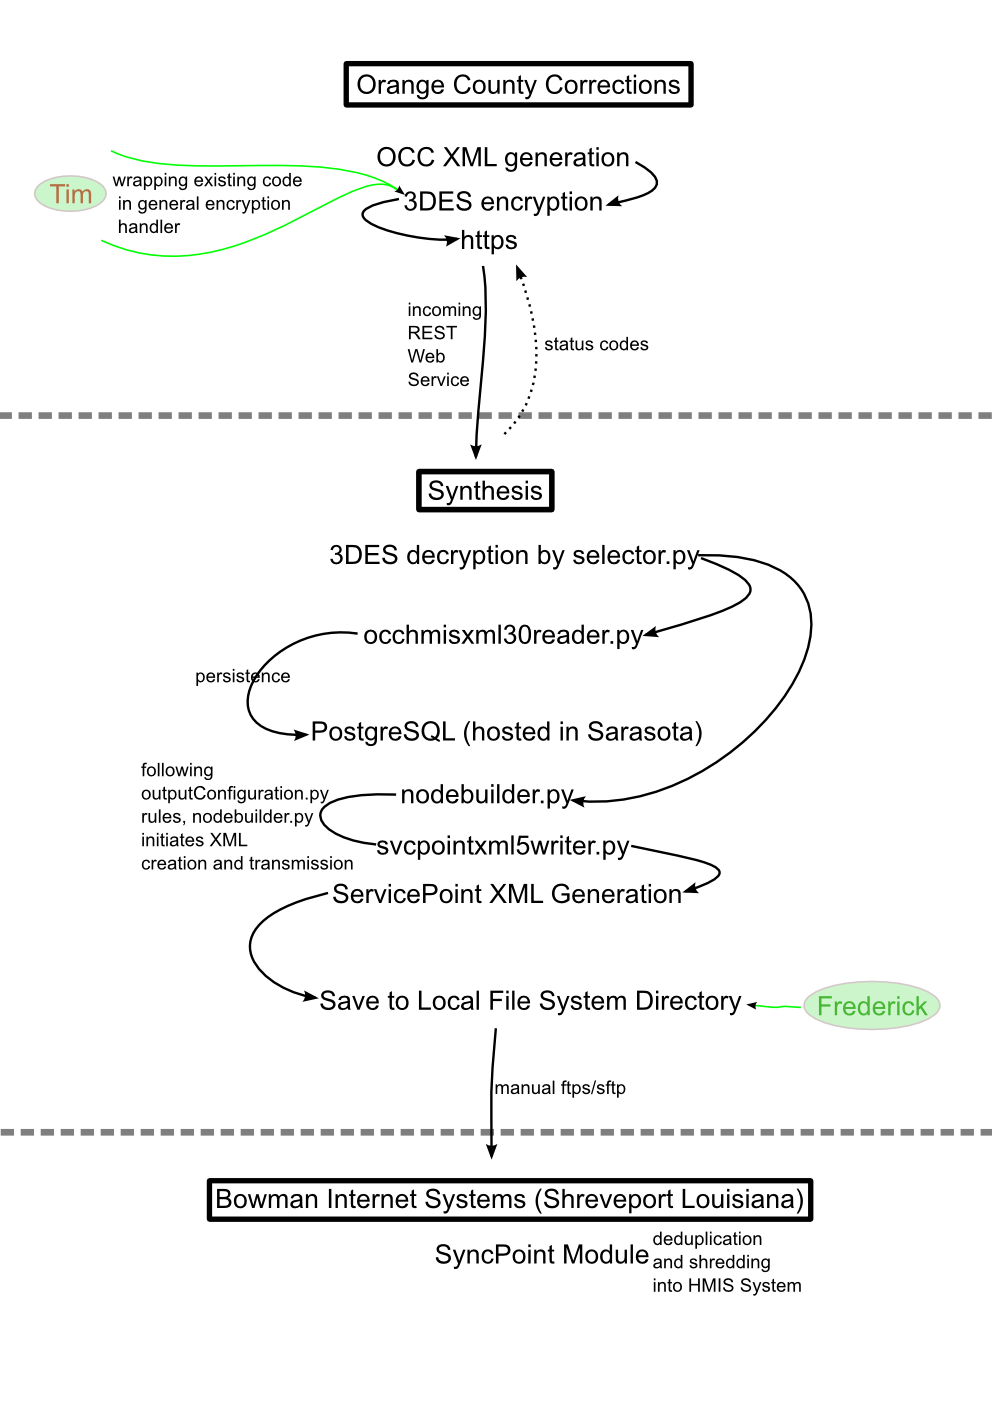 Orange County Corrections
OCC XML generation
Tim
wrapping existing code
in general encryption
handler
3DES encryption
https
incoming
REST
Web
Service
status codes
Synthesis
3DES decryption by selector.py
occhmisxml30reader.py
persistence
PostgreSQL (hosted in Sarasota)
following
outputConfiguration.py
rules, nodebuilder.py
initiates XML
creation and transmission
nodebuilder.py
svcpointxml5writer.py
ServicePoint XML Generation
Save to Local File System Directory
Frederick
manual ftps/sftp
Bowman Internet Systems (Shreveport Louisiana)
SyncPoint Module
deduplication
and shredding
into HMIS System